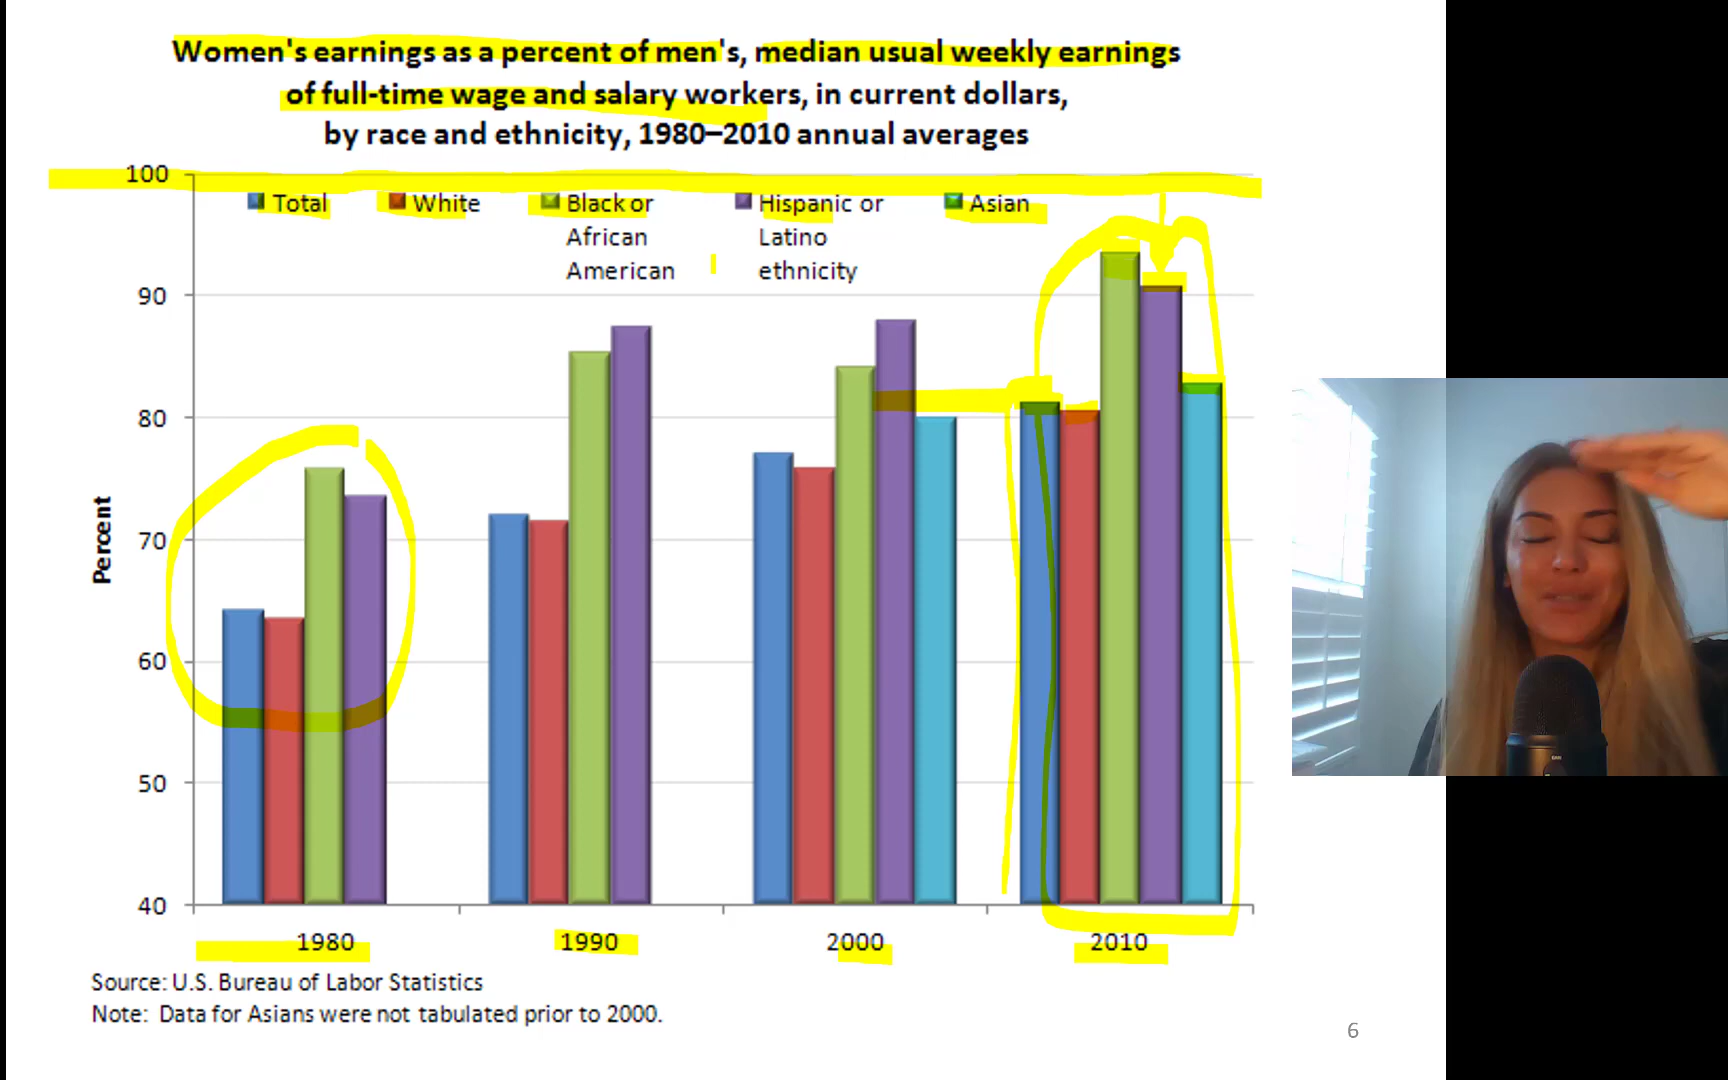 Women's earnings as a percent of men's, median usual weekly earnings
of full-time wage and salary workers, in current dollars,
by race and ethnicity, 1980–2010 annual averages
100
Total
White
Black or
African
American
Hispanic or
Latino
ethnicity
Asian
90
80
70
60
50
40
Percent
1980
1990
2000
2010
Source: U.S. Bureau of Labor Statistics
Note: Data for Asians were not tabulated prior to 2000.
6